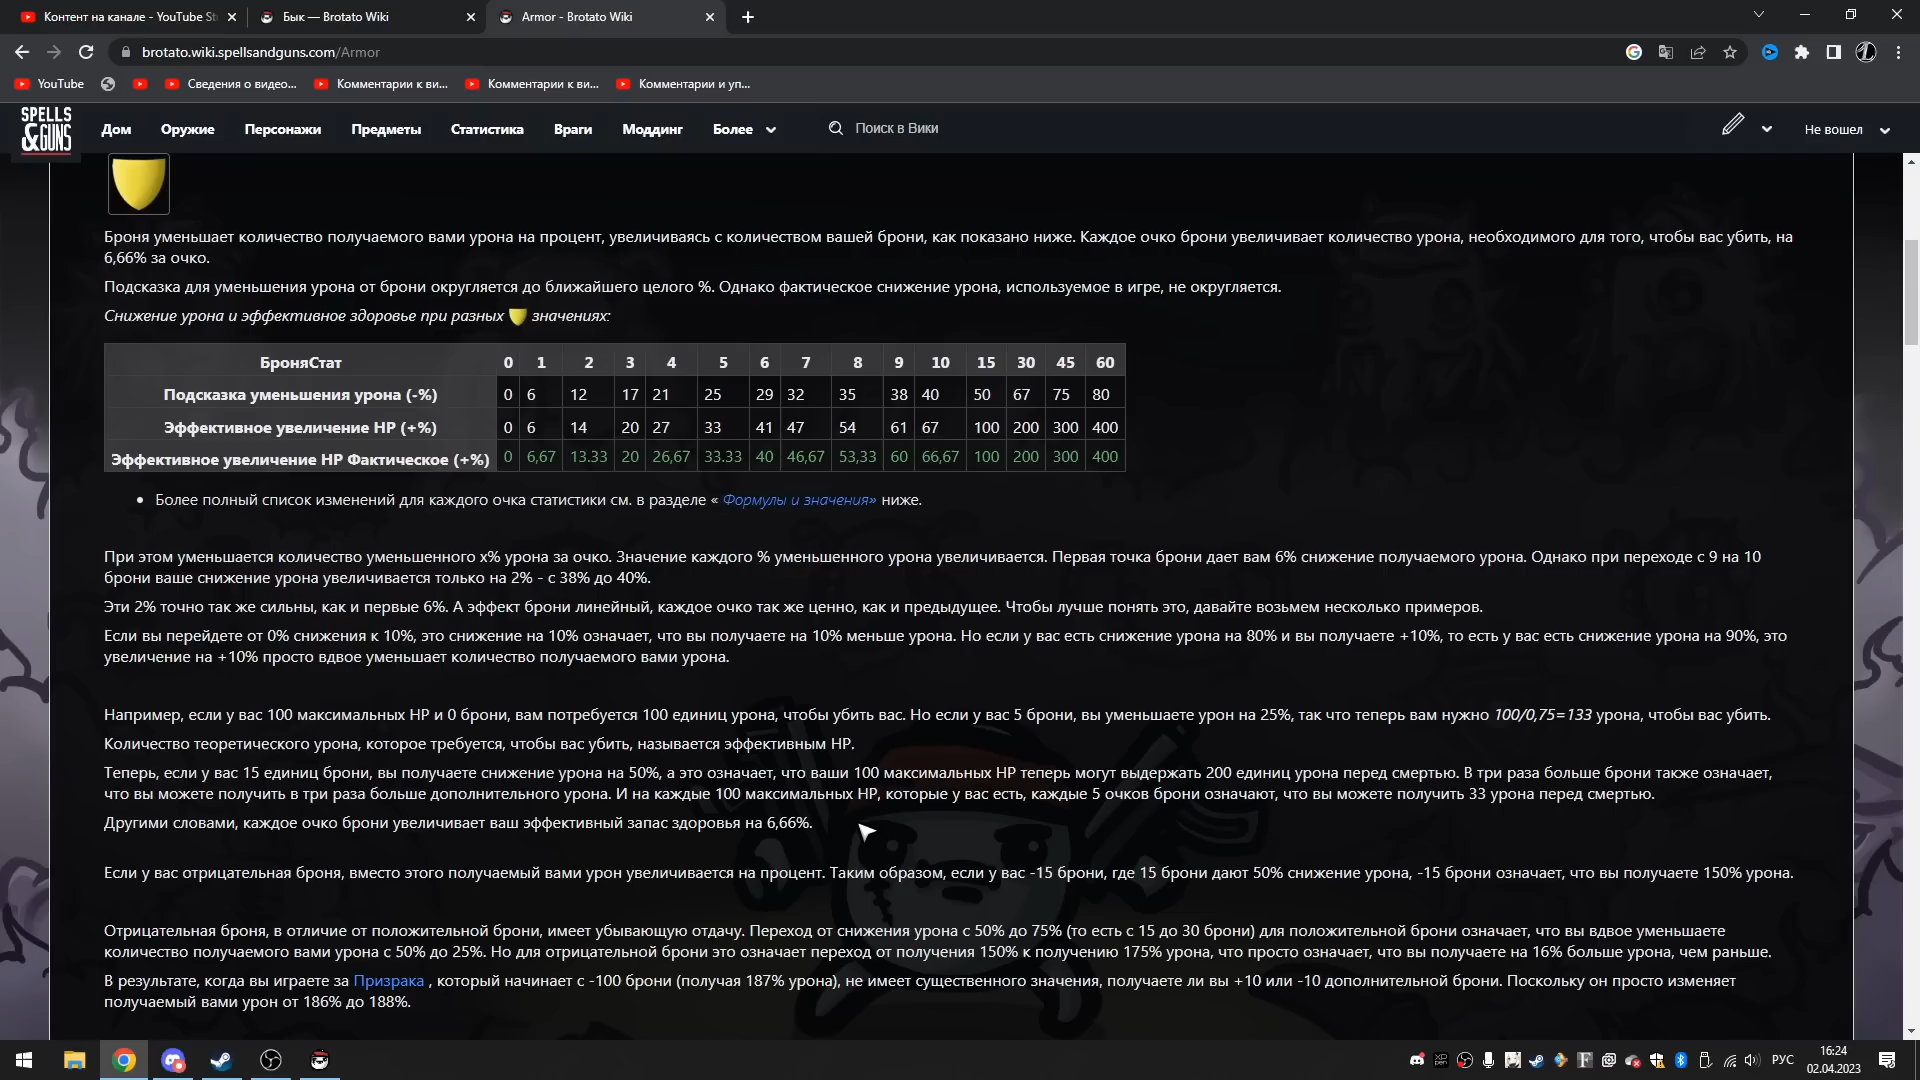 Контент на канале - YouTube St
Бык — Brotato Wiki
Armor - Brotato Wiki
brotato.wiki.spellsandguns.com/Armor
YouTube
Сведения о видео...
Комментарии к ви...
Комментарии к ви...
Комментарии и уп...
SPELLS &GUNS
Дом Оружие Персонажи Предметы Статистика Враги Моддинг Более Поиск в Вики Не вошел
Броня уменьшает количество получаемого вами урона на процент, увеличиваясь с количеством вашей брони, как показано ниже. Каждое очко брони увеличивает количество урона, необходимого для того, чтобы вас убить, на
6,66% за очко.
Подсказка для уменьшения урона от брони округляется до ближайшего целого %. Однако фактическое снижение урона, используемое в игре, не округляется.
Снижение урона и эффективное здоровье при разных значениях:
БроняСтат 0 1 2 3 4 5 6 7 8 9 10 15 30 45 60
Подсказка уменьшения урона (-%) 0 6 12 17 21 25 29 32 35 38 40 50 67 75 80
Эффективное увеличение HP (+%) 0 6 14 20 27 33 41 47 54 61 67 100 200 300 400
Эффективное увеличение HP Фактическое (+%) 0 6,67 13.33 20 26,67 33.33 40 46,67 53,33 60 66,67 100 200 300 400
• Более полный список изменений для каждого очка статистики см. в разделе « Формулы и значения» ниже.
При этом уменьшается количество уменьшенного x% урона за очко. Значение каждого % уменьшенного урона увеличивается. Первая точка брони дает вам 6% снижение получаемого урона. Однако при переходе с 9 на 10
брони ваше снижение урона увеличивается только на 2% - с 38% до 40%.
Эти 2% точно так же сильны, как и первые 6%. А эффект брони линейный, каждое очко так же ценно, как и предыдущее. Чтобы лучше понять это, давайте возьмем несколько примеров.
Если вы перейдете от 0% снижения к 10%, это снижение на 10% означает, что вы получаете на 10% меньше урона. Но если у вас есть снижение урона на 80% и вы получаете +10%, то есть у вас есть снижение урона на 90%, это
увеличение на +10% просто вдвое уменьшает количество получаемого вами урона.
Например, если у вас 100 максимальных HP и 0 брони, вам потребуется 100 единиц урона, чтобы убить вас. Но если у вас 5 брони, вы уменьшаете урон на 25%, так что теперь вам нужно 100/0,75=133 урона, чтобы вас убить.
Количество теоретического урона, которое требуется, чтобы вас убить, называется эффективным HP.
Теперь, если у вас 15 единиц брони, вы получаете снижение урона на 50%, а это означает, что ваши 100 максимальных HP теперь могут выдержать 200 единиц урона перед смертью. В три раза больше брони также означает,
что вы можете получить в три раза больше дополнительного урона. И на каждые 100 максимальных HP, которые у вас есть, каждые 5 очков брони означают, что вы можете получить 33 урона перед смертью.
Другими словами, каждое очко брони увеличивает ваш эффективный запас здоровья на 6,66%.
Если у вас отрицательная броня, вместо этого получаемый вами урон увеличивается на процент. Таким образом, если у вас -15 брони, где 15 брони дают 50% снижение урона, -15 брони означает, что вы получаете 150% урона.
Отрицательная броня, в отличие от положительной брони, имеет убывающую отдачу. Переход от снижения урона с 50% до 75% (то есть с 15 до 30 брони) для положительной брони означает, что вы вдвое уменьшаете
количество получаемого вами урона с 50% до 25%. Но для отрицательной брони это означает переход от получения 150% к получению 175% урона, что просто означает, что вы получаете на 16% больше урона, чем раньше.
В результате, когда вы играете за Призрака , который начинает с -100 брони (получая 187% урона), не имеет существенного значения, получаете ли вы +10 или -10 дополнительной брони. Поскольку он просто изменяет
получаемый вами урон от 186% до 188%.
РУС
16:24
02.04.2023